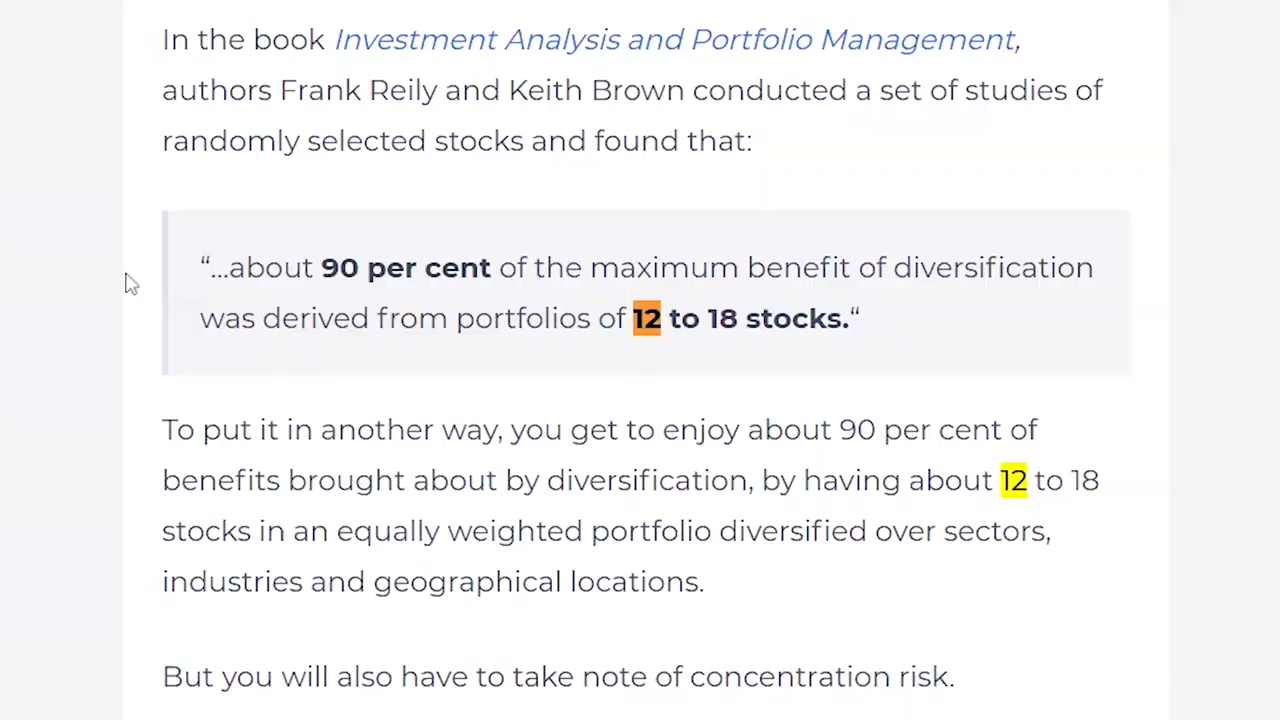 In the book Investment Analysis and Portfolio Management,
authors Frank Reily and Keith Brown conducted a set of studies of
randomly selected stocks and found that:
“...about 90 per cent of the maximum benefit of diversification
was derived from portfolios of 12 to 18 stocks.“
To put it in another way, you get to enjoy about 90 per cent of
benefits brought about by diversification, by having about 12 to 18
stocks in an equally weighted portfolio diversified over sectors,
industries and geographical locations.
But you will also have to take note of concentration risk.